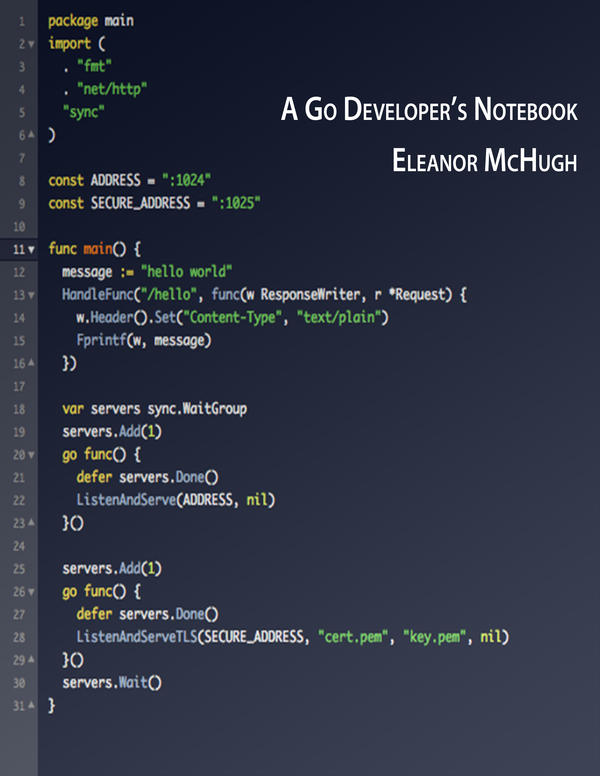 1 package main
2 import (
3 . "fmt"
4 . "net/http"
5 "sync"
6 )
7
8 const ADDRESS = ":1024"
9 const SECURE_ADDRESS = ":1025"
10
11 func main() {
12 message := "hello world"
13 HandleFunc("/hello", func(w ResponseWriter, r *Request) {
14 w.Header().Set("Content-Type", "text/plain")
15 Fprintf(w, message)
16 })
17
18 var servers sync.WaitGroup
19 servers.Add(1)
20 go func() {
21 defer servers.Done()
22 ListenAndServe(ADDRESS, nil)
23 }()
24
25 servers.Add(1)
26 go func() {
27 defer servers.Done()
28 ListenAndServeTLS(SECURE_ADDRESS, "cert.pem", "key.pem", nil)
29 }()
30 servers.Wait()
31 }
A Go Developer's Notebook
Eleanor McHugh